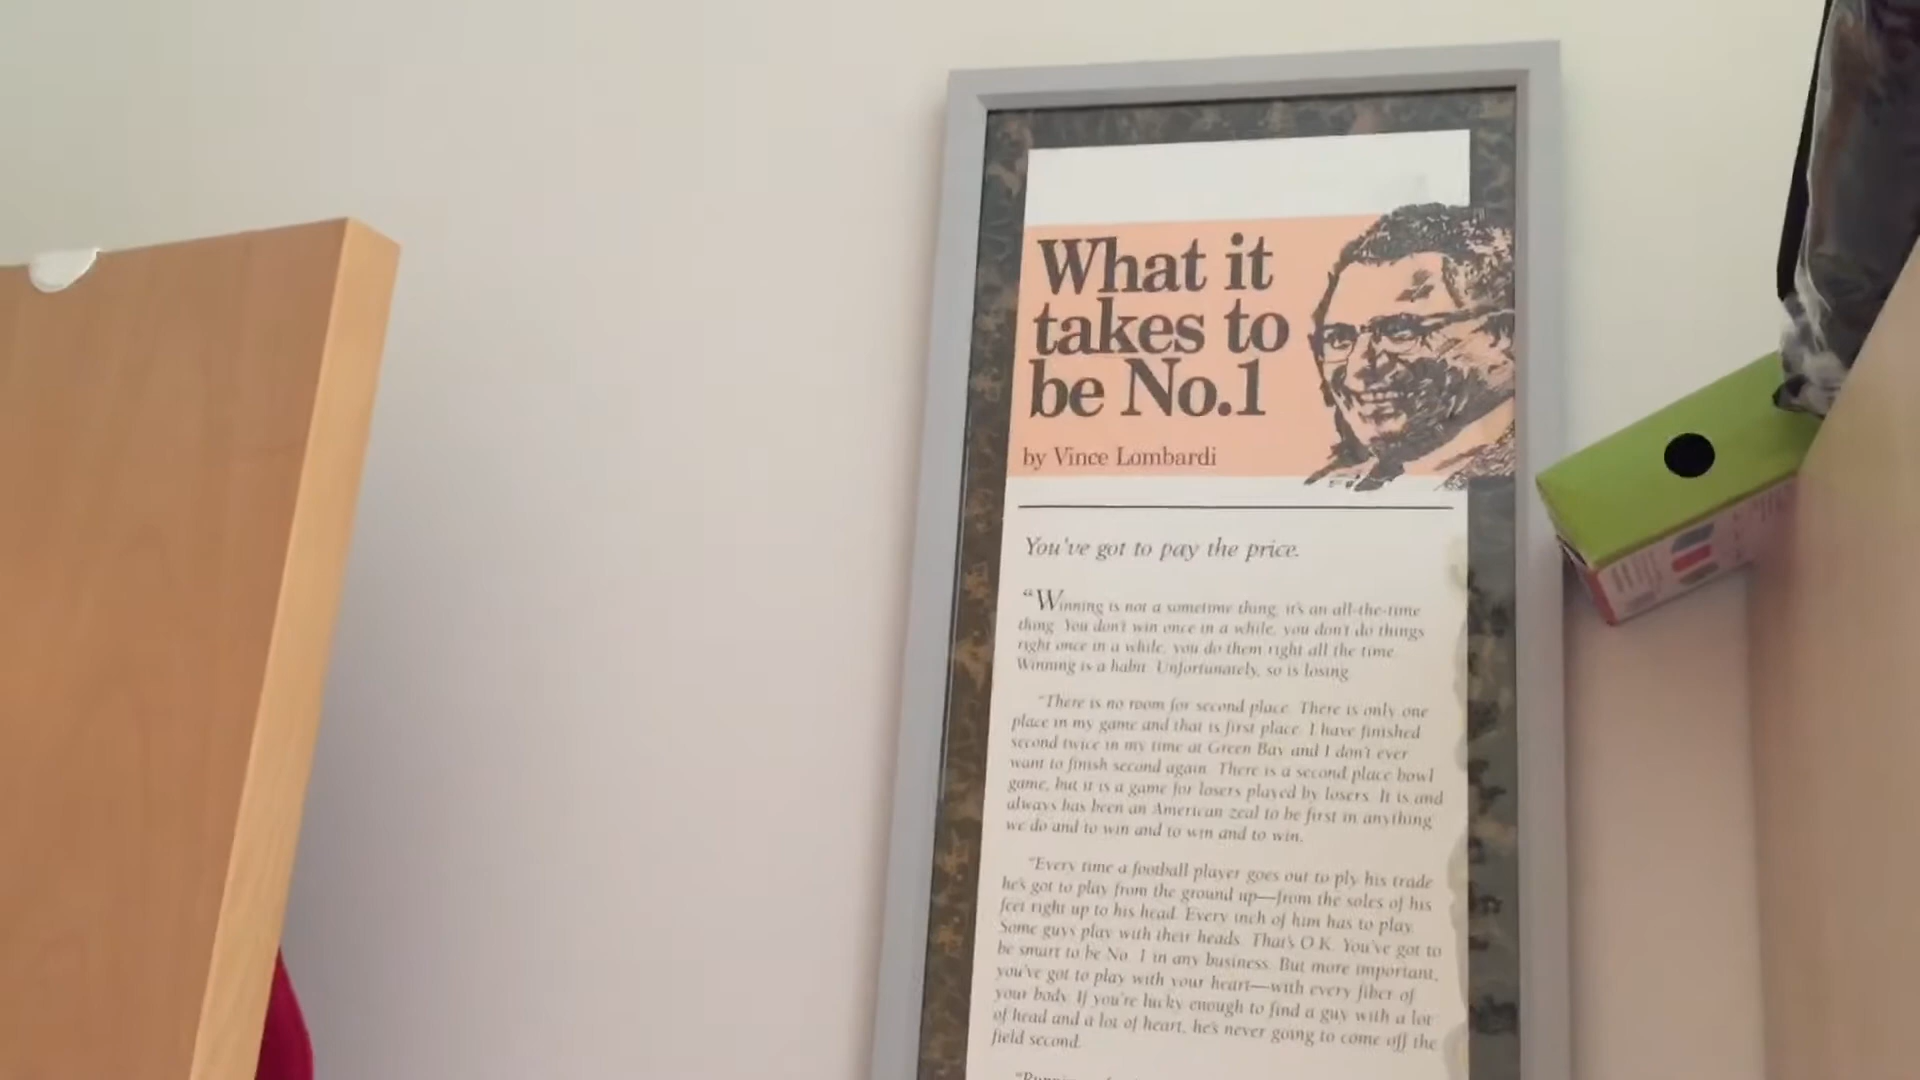 What it
takes to
be No.1
by Vince Lombardi
You've got to pay the price.
"Winning is not a sometime thing, it's an all-the-time
thing. You don't win once in a while, you don't do things
right once in a while, you do them right all the time.
Winning is a habit. Unfortunately, so is losing.
"There is no room for second place. There is only one
place in my game and that is first place. I have finished
second twice in my time at Green Bay and I don't ever
want to finish second again. There is a second place bowl
game, but it is a game for losers played by losers. It is and
always has been an American zeal to be first in anything
we do and to win and to win and to win.
"Every time a football player goes out to ply his trade
he's got to play from the ground up—from the soles of his
feet right up to his head. Every inch of him has to play.
Some guys play with their heads. That's O.K. You've got to
be smart to be No. 1 in any business. But more important,
you've got to play with your heart—with every fiber of
your body. If you're lucky enough to find a guy with a lot
of head and a lot of heart, he's never going to come off the
field second.